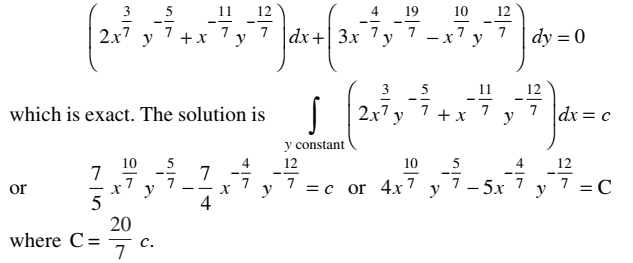 (2x^{3/7} y^{-5/7} + x^{-11/7} y^{-12/7}) dx + (3x^{-4/7} y^{-19/7} – x^{10/7} y^{-12/7}) dy = 0
which is exact. The solution is ∫_{y constant} (2x^{3/7} y^{-5/7} + x^{-11/7} y^{-12/7}) dx = c
or 7/5 x^{10/7} y^{-5/7} – 7/4 x^{-4/7} y^{-12/7} = c or 4x^{10/7} y^{-5/7} – 5x^{-4/7} y^{-12/7} = C
where C = 20/7 c.